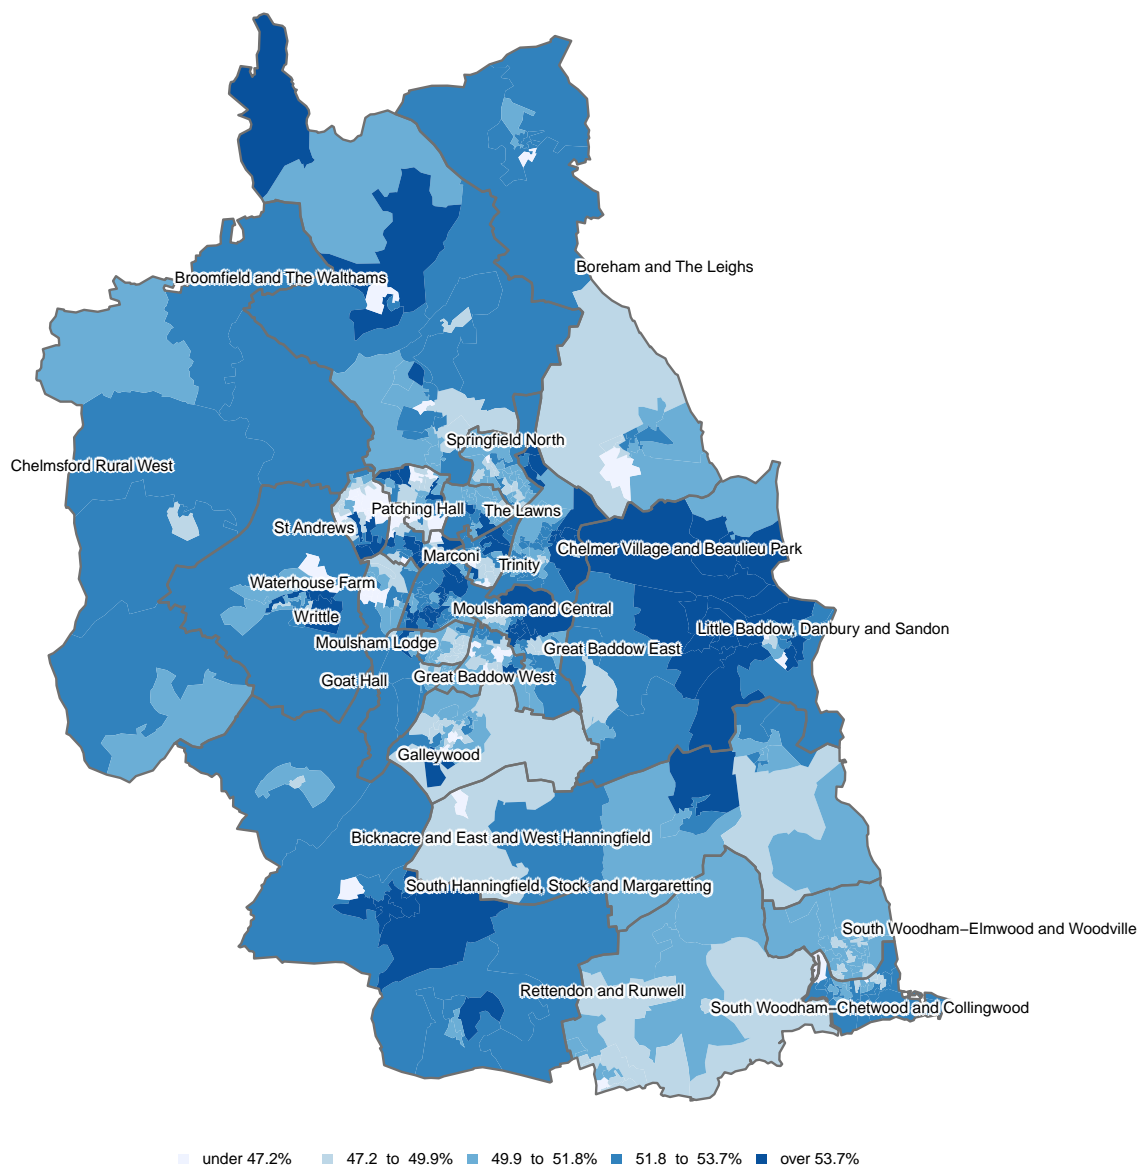 Boreham and The Leighs
Broomfield and The Walthams
Springfield North
Chelmsford Rural West
Patching Hall
The Lawns
St Andrews
Chelmer Village and Beaulieu Park
Marconi
Trinity
Waterhouse Farm
Moulsham and Central
Writtle
Little Baddow, Danbury and Sandon
Moulsham Lodge
Great Baddow East
Goat Hall
Great Baddow West
Galleywood
Bicknacre and East and West Hanningfield
South Hanningfield, Stock and Margaretting
South Woodham−Elmwood and Woodville
Rettendon and Runwell
South Woodham−Chetwood and Collingwood
under 47.2% 47.2 to 49.9% 49.9 to 51.8% 51.8 to 53.7% over 53.7%